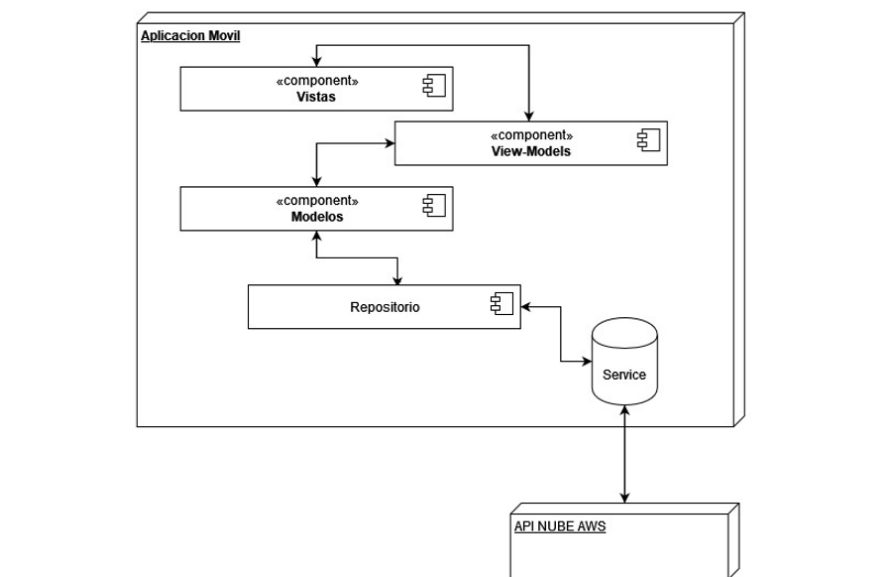 Aplicacion Movil
«component»
Vistas
«component»
View-Models
«component»
Modelos
Repositorio
Service
API NUBE AWS